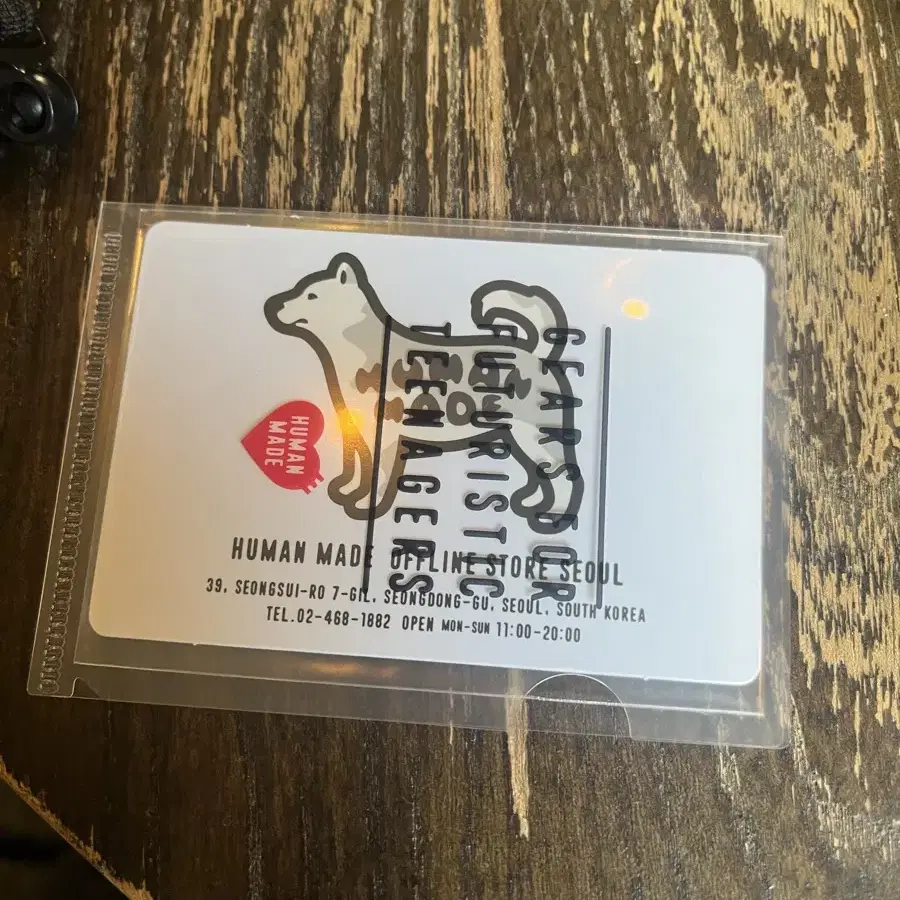 GEARS FOR
FUTURISTIC
TEENAGERS
HUMAN
MADE
HUMAN MADE OFFLINE STORE SEOUL
39, SEONGSUI-RO 7-GIL, SEONGDONG-GU, SEOUL, SOUTH KOREA
TEL.02-468-1882 OPEN MON-SUN 11:00-20:00